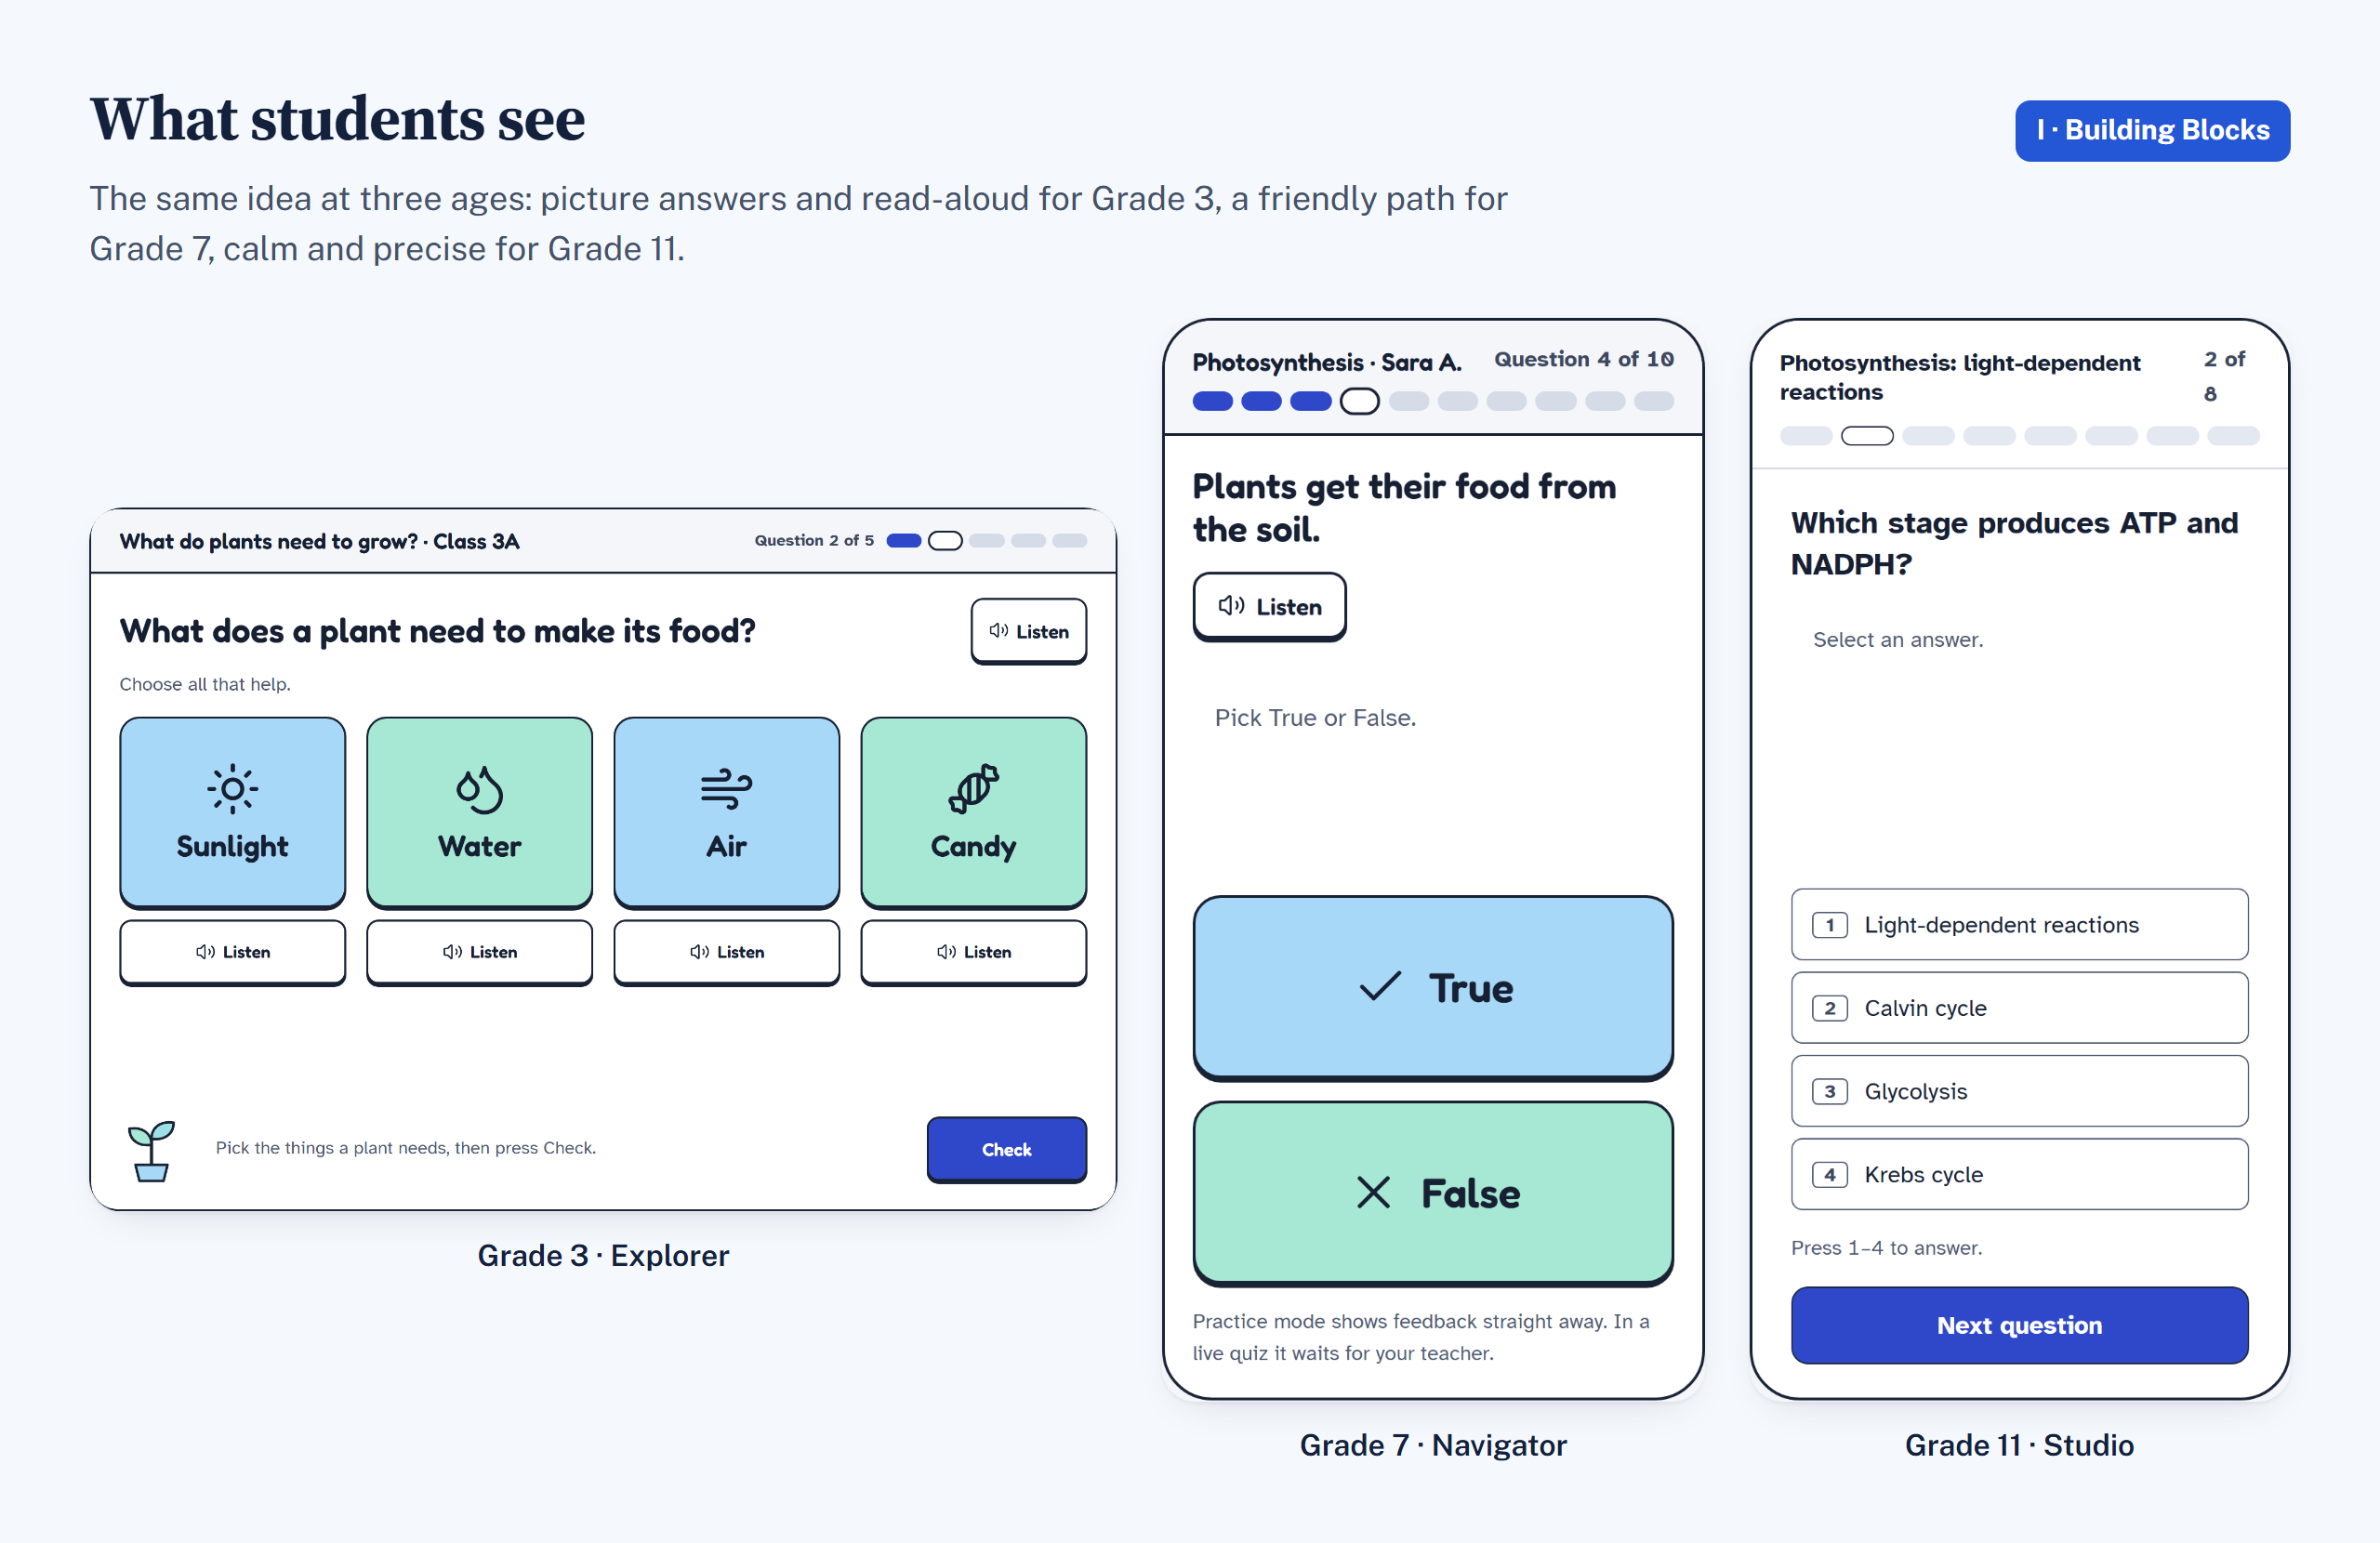 What students see
I · Building Blocks
The same idea at three ages: picture answers and read-aloud for Grade 3, a friendly path for
Grade 7, calm and precise for Grade 11.
What do plants need to grow? · Class 3A
Question 2 of 5
What does a plant need to make its food?
Listen
Choose all that help.
Sunlight
Water
Air
Candy
Listen
Listen
Listen
Listen
Pick the things a plant needs, then press Check.
Check
Grade 3 · Explorer
Photosynthesis · Sara A.
Question 4 of 10
Plants get their food from
the soil.
Listen
Pick True or False.
True
False
Practice mode shows feedback straight away. In a
live quiz it waits for your teacher.
Grade 7 · Navigator
Photosynthesis: light-dependent
reactions
2 of
8
Which stage produces ATP and
NADPH?
Select an answer.
1 Light-dependent reactions
2 Calvin cycle
3 Glycolysis
4 Krebs cycle
Press 1–4 to answer.
Next question
Grade 11 · Studio